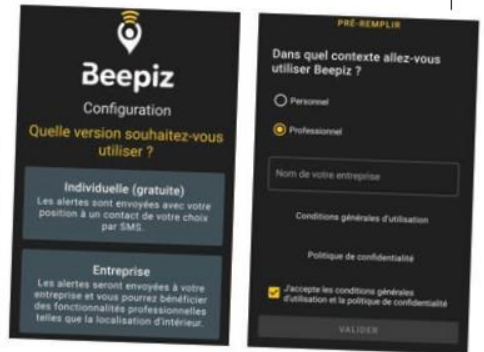 Beepiz
Configuration
Quelle version souhaitez-vous
utiliser ?
Individuelle (gratuite)
Les alertes sont envoyées avec votre
position à un contact de votre choix
par SMS.
Entreprise
Les alertes seront envoyées à votre
entreprise et vous pourrez bénéficier
des fonctionnalités professionnelles
telles que la localisation d'intérieur.
PRÉ-REMPLIR
Dans quel contexte allez-vous
utiliser Beepiz ?
Personnel
Professionnel
Nom de votre entreprise
Conditions générales d'utilisation
Politique de confidentialité
J'accepte les conditions générales
d'utilisation et la politique de confidentialité
VALIDER